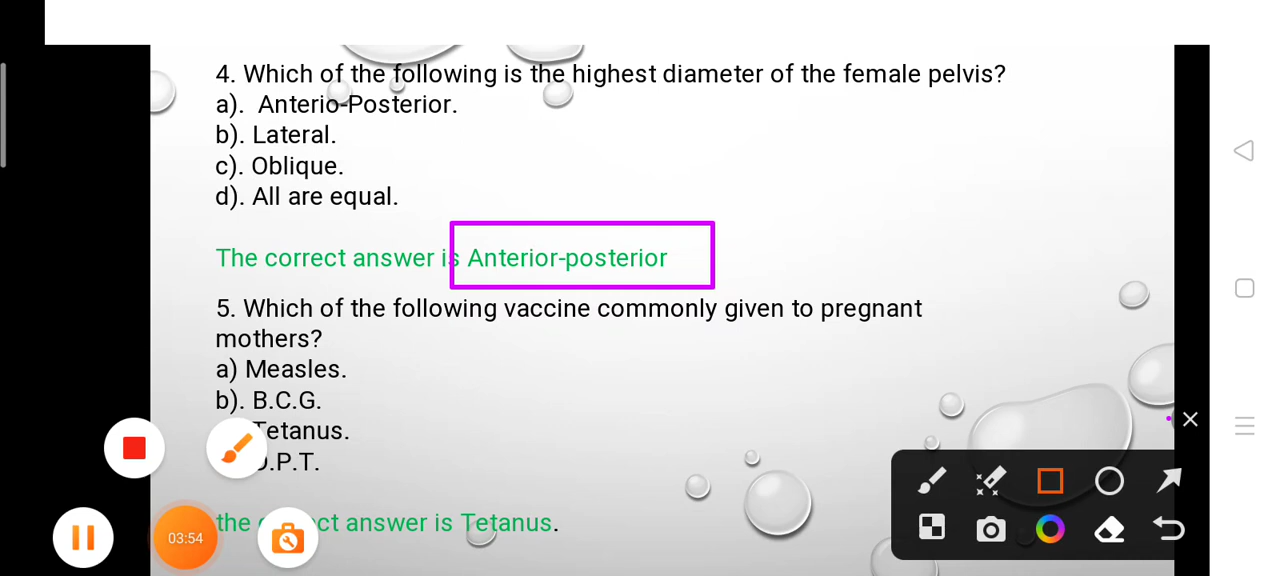 4. Which of the following is the highest diameter of the female pelvis?
a). Anterio-Posterior.
b). Lateral.
c). Oblique.
d). All are equal.
The correct answer is Anterior-posterior
5. Which of the following vaccine commonly given to pregnant
mothers?
a) Measles.
b). B.C.G.
Tetanus.
D.P.T.
the correct answer is Tetanus.
03:54